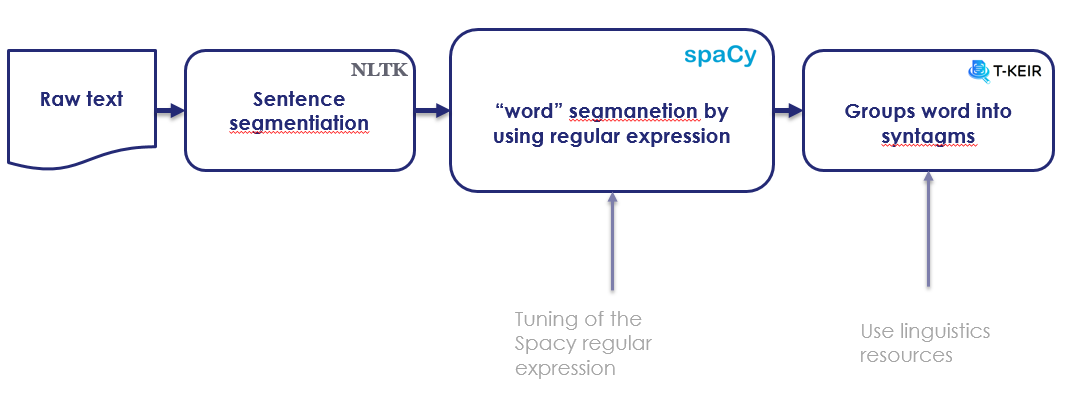 Raw text
NLTK
Sentence
segmentiation
spaCy
“word” segmanetion by
using regular expression
T-KEIR
Groups word into
syntagms
Tuning of the
Spacy regular
expression
Use linguistics
resources